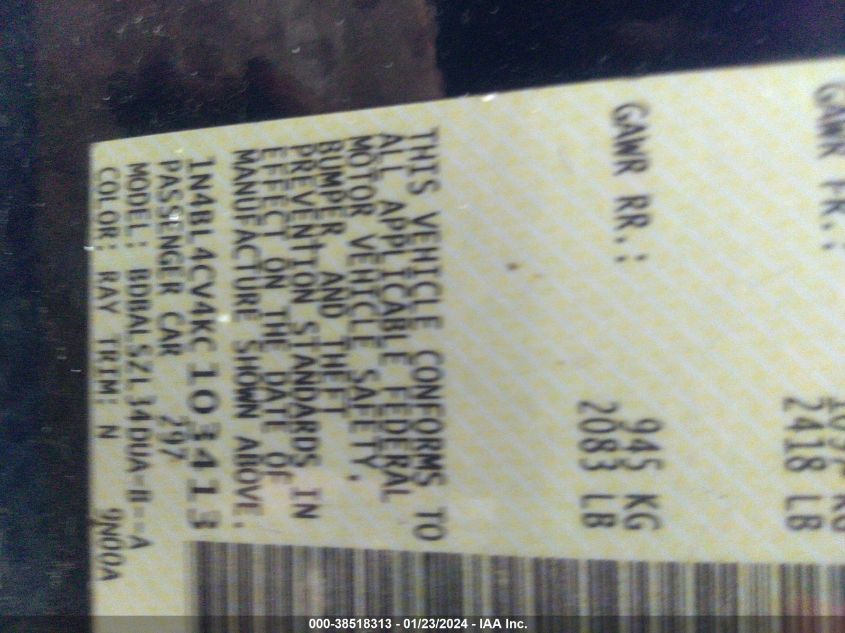 GAWR FR.:
2418 LB
GAWR RR.: 945 KG
2083 LB
THIS VEHICLE CONFORMS TO
ALL APPLICABLE FEDERAL
MOTOR VEHICLE SAFETY,
BUMPER AND THEFT
PREVENTION STANDARDS IN
EFFECT ON THE DATE OF
MANUFACTURE SHOWN ABOVE.
1N4BL4CV4KC103413
PASSENGER CAR 297
MODEL: BDBALSZL34DUA-B--A
COLOR: RAY TRIM: N
000-38518313 - 01/23/2024 - IAA Inc.